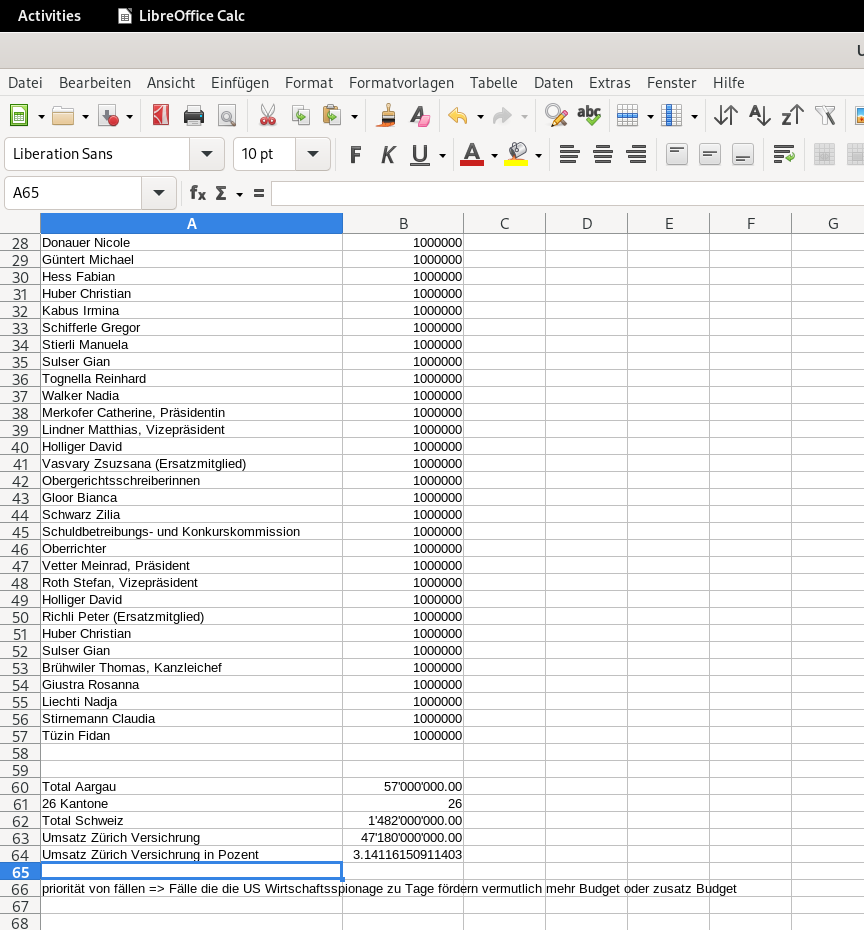 Activities LibreOffice Calc
U
Datei Bearbeiten Ansicht Einfügen Format Formatvorlagen Tabelle Daten Extras Fenster Hilfe
Liberation Sans 10 pt F K U A
A65 fx Σ =
A B C D E F G
28 Donauer Nicole 1000000
29 Güntert Michael 1000000
30 Hess Fabian 1000000
31 Huber Christian 1000000
32 Kabus Irmina 1000000
33 Schifferle Gregor 1000000
34 Stierli Manuela 1000000
35 Sulser Gian 1000000
36 Tognella Reinhard 1000000
37 Walker Nadia 1000000
38 Merkofer Catherine, Präsidentin 1000000
39 Lindner Matthias, Vizepräsident 1000000
40 Holliger David 1000000
41 Vasvary Zsuzsana (Ersatzmitglied) 1000000
42 Obergerichtsschreiberinnen 1000000
43 Gloor Bianca 1000000
44 Schwarz Zilia 1000000
45 Schuldbetreibungs- und Konkurskommission 1000000
46 Oberrichter 1000000
47 Vetter Meinrad, Präsident 1000000
48 Roth Stefan, Vizepräsident 1000000
49 Holliger David 1000000
50 Richli Peter (Ersatzmitglied) 1000000
51 Huber Christian 1000000
52 Sulser Gian 1000000
53 Brühwiler Thomas, Kanzleichef 1000000
54 Giustra Rosanna 1000000
55 Liechti Nadja 1000000
56 Stirnemann Claudia 1000000
57 Tüzin Fidan 1000000
58
59
60 Total Aargau 57'000'000.00
61 26 Kantone 26
62 Total Schweiz 1'482'000'000.00
63 Umsatz Zürich Versichrung 47'180'000'000.00
64 Umsatz Zürich Versichrung in Pozent 3.14116150911403
65
66 priorität von fällen => Fälle die die US Wirtschaftsspionage zu Tage fördern vermutlich mehr Budget oder zusatz Budget
67
68